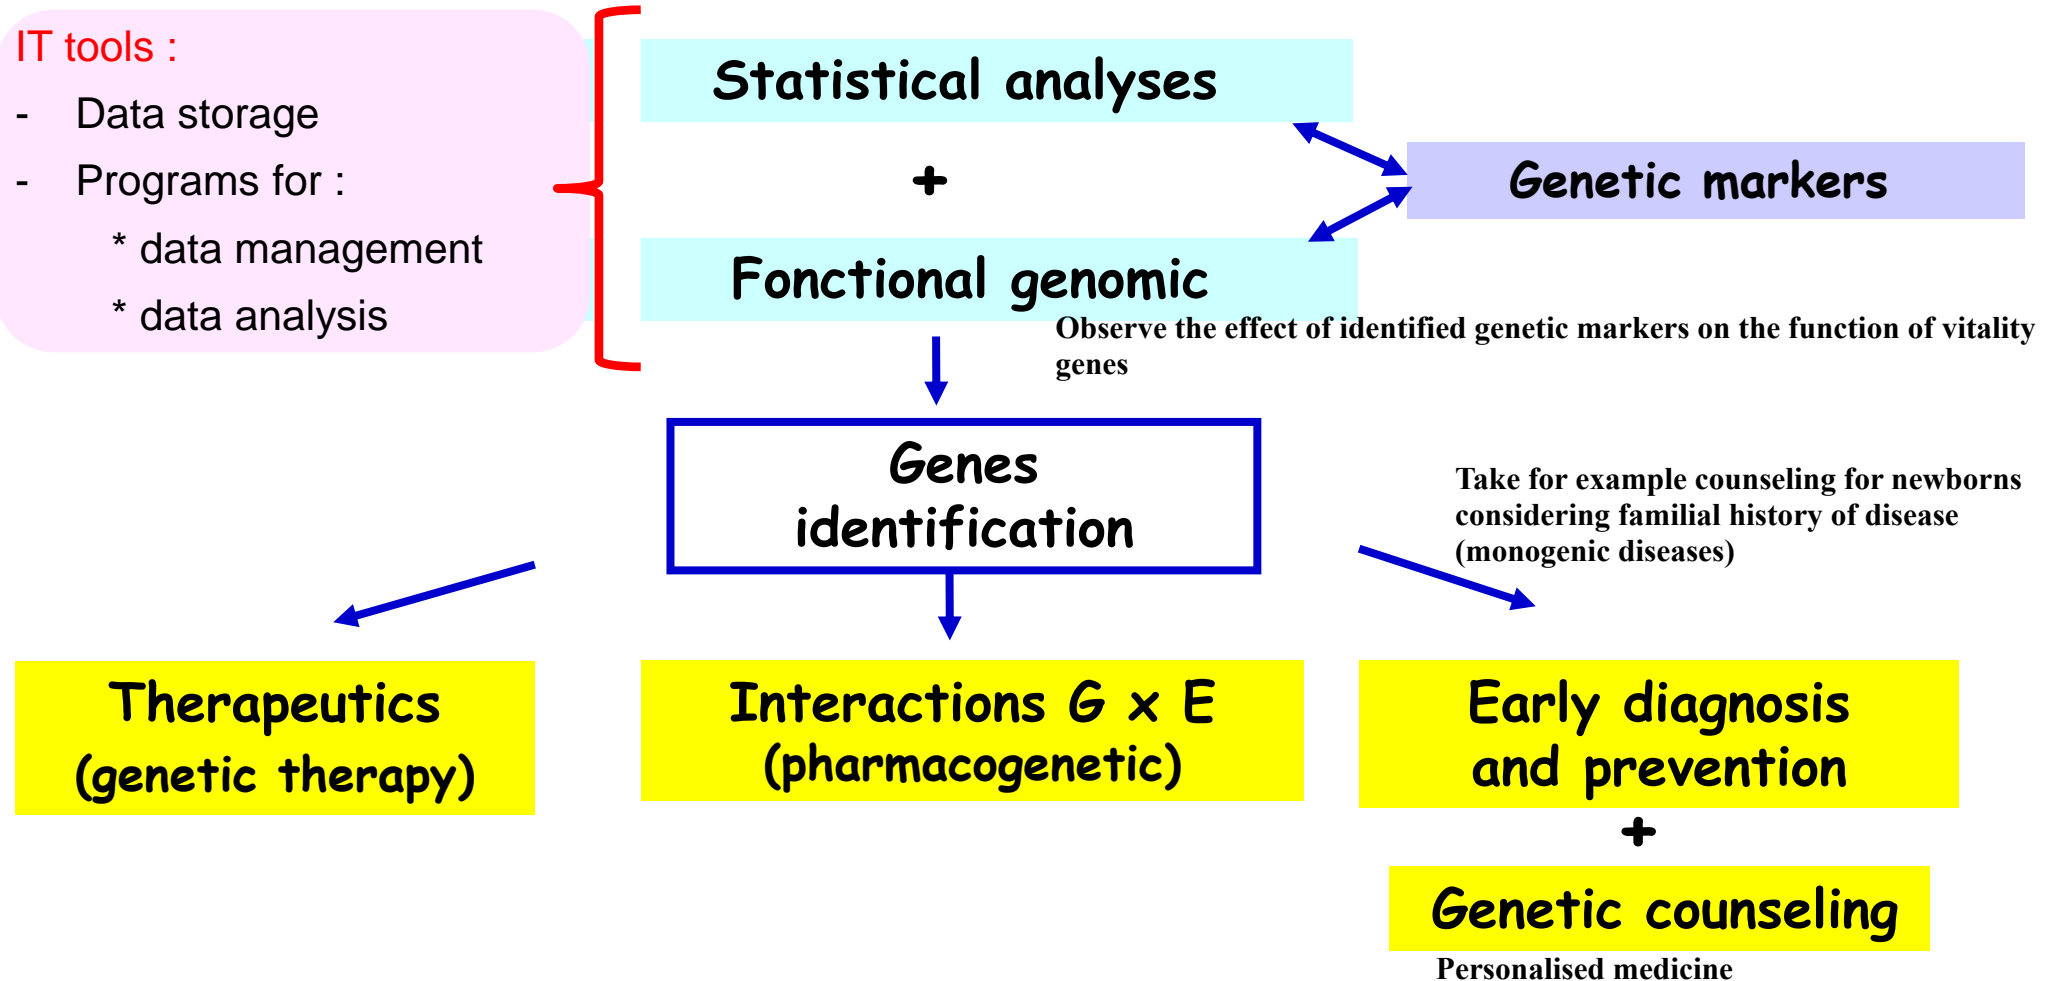 IT tools :
- Data storage
- Programs for :
* data management
* data analysis
Statistical analyses
+
Fonctional genomic
Genetic markers
Observe the effect of identified genetic markers on the function of vitality
genes
Genes
identification
Take for example counseling for newborns
considering familial history of disease
(monogenic diseases)
Therapeutics
(genetic therapy)
Interactions G x E
(pharmacogenetic)
Early diagnosis
and prevention
+
Genetic counseling
Personalised medicine